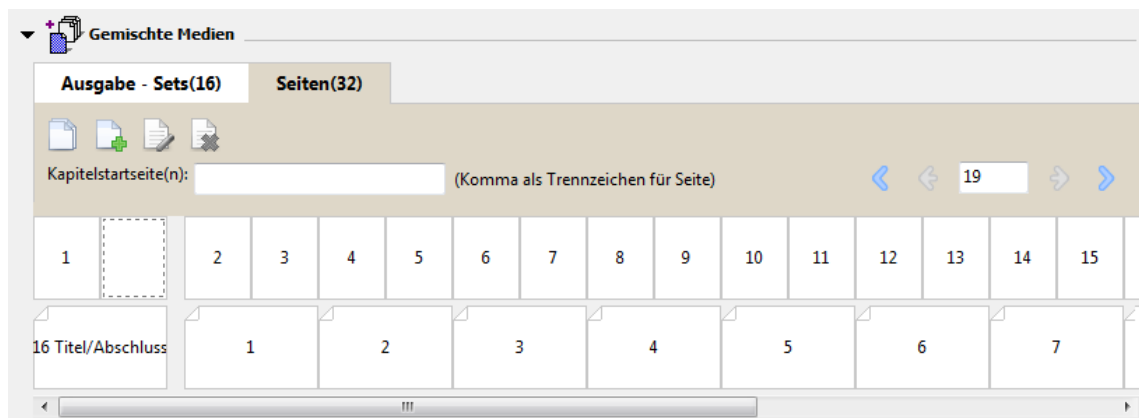 Gemischte Medien
Ausgabe - Sets(16) Seiten(32)
Kapitelstartseite(n): (Komma als Trennzeichen für Seite) 19
1 2 3 4 5 6 7 8 9 10 11 12 13 14 15
16 Titel/Abschluss 1 2 3 4 5 6 7